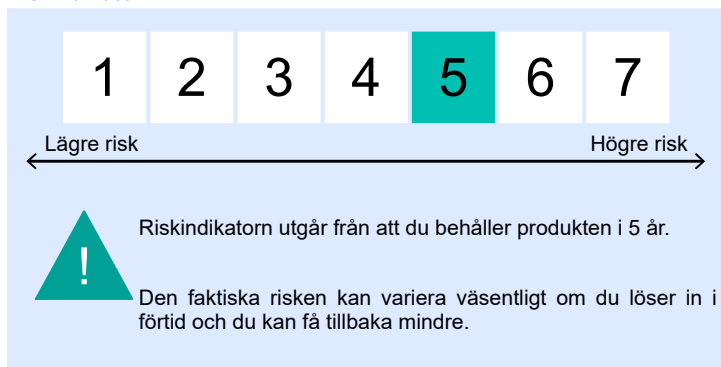 1 2 3 4 5 6 7
Lägre risk Högre risk
!
Riskindikatorn utgår från att du behåller produkten i 5 år.
Den faktiska risken kan variera väsentligt om du löser in i
förtid och du kan få tillbaka mindre.